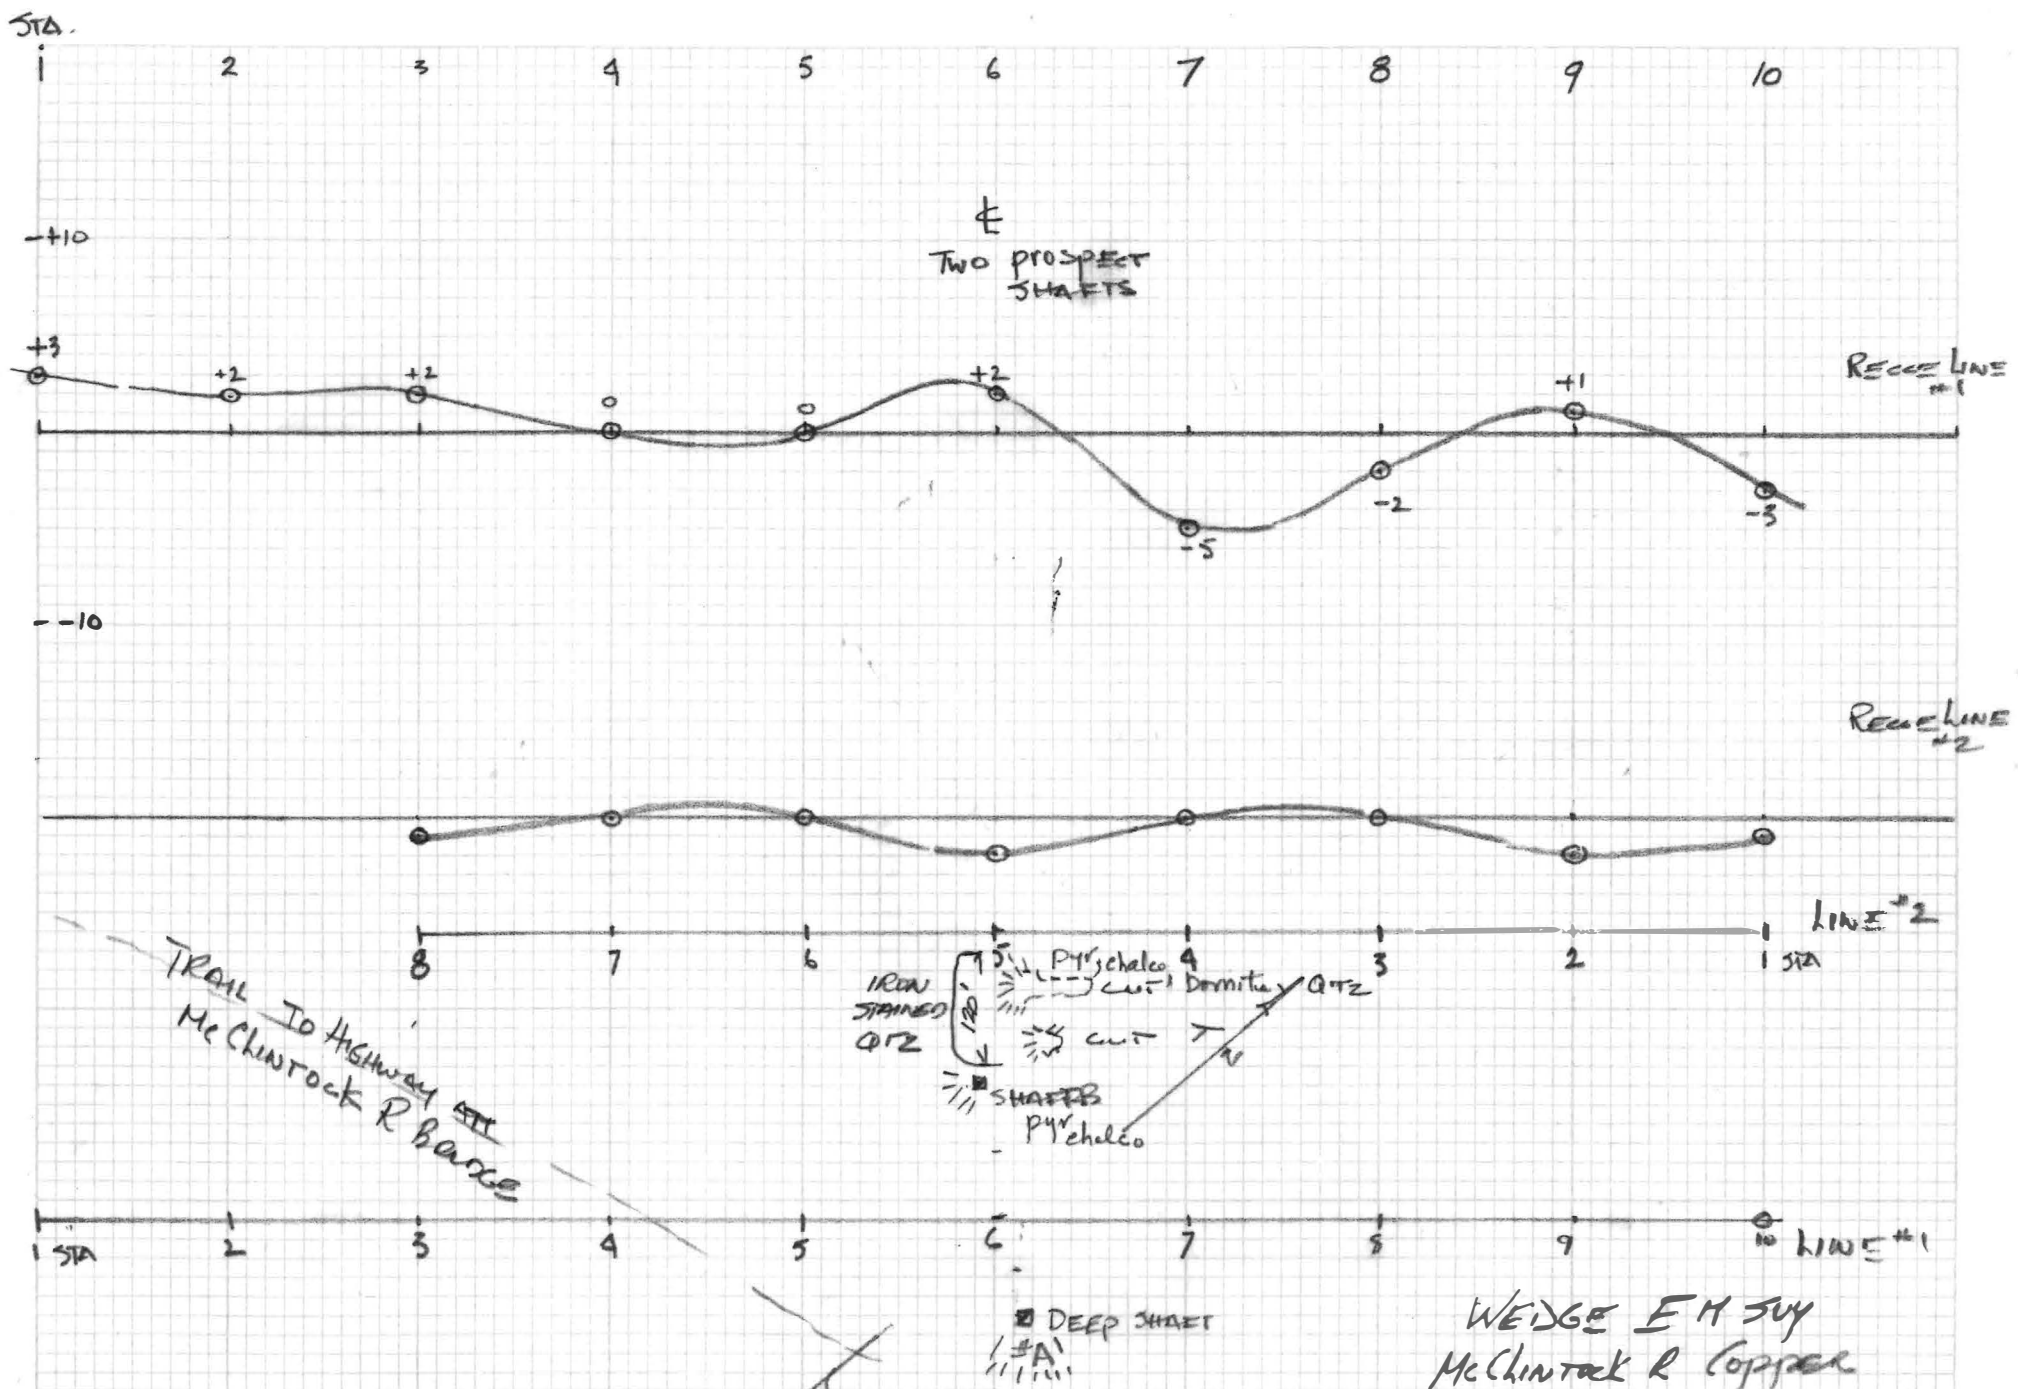 STA.
1 2 3 4 5 6 7 8 9 10
-+10
℄
Two prospect
SHAFTS
+3 +2 +2 0 0 +2 -5 -2 +1 -3
RECCE LINE
#1
--10
RECCE LINE
#2
LINE #2
8 7 6 5 4 3 2 1 STA
IRON
STAINED
QTZ
120'
Pyr, chalco,
cut
QTZ
cut
SHAFT B
Pyr
chalco
TRAIL TO HIGHWAY
McCLINTOCK R BRIDGE
1 STA 2 3 4 5 6 7 8 9 10 LINE #1
DEEP SHAFT
"A"
WEDGE EM SUY
McCLINTOCK R COPPER